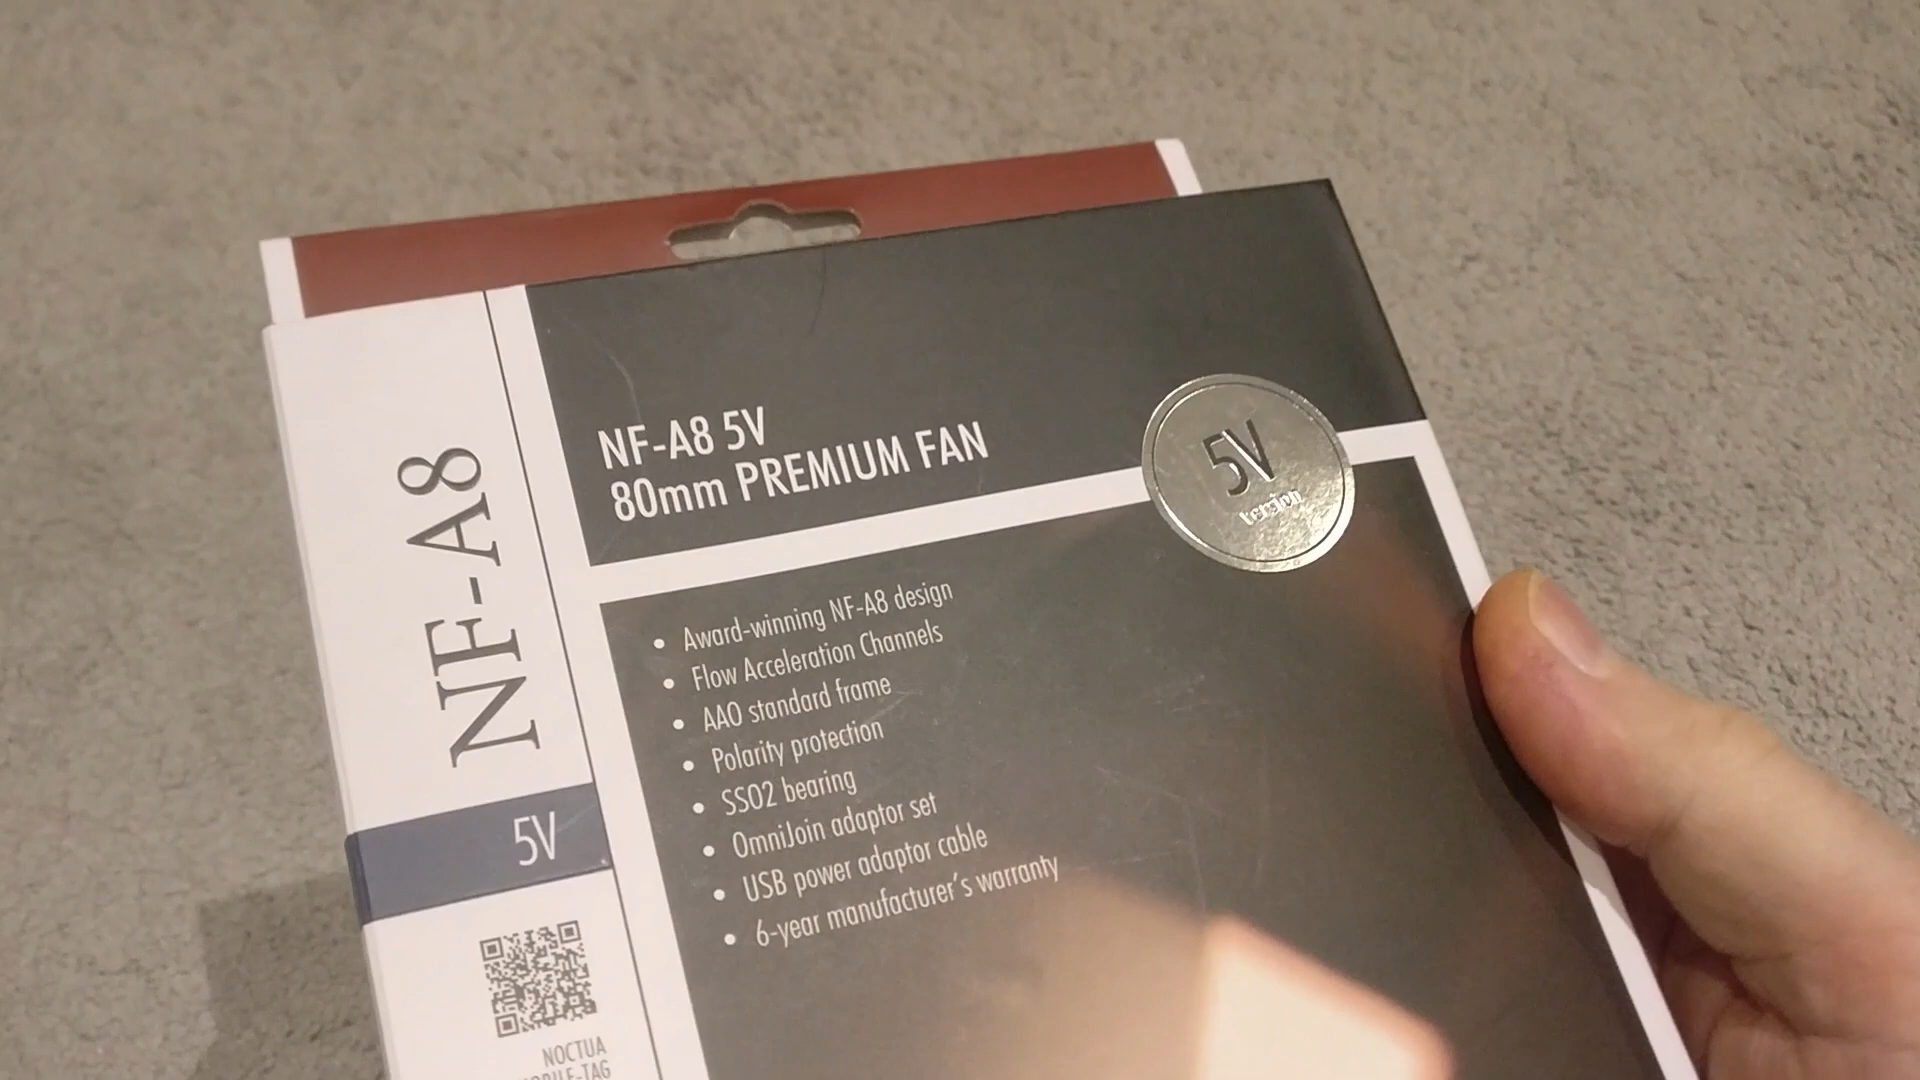 NF-A8
5V
NOCTUA
NF-A8 5V
80mm PREMIUM FAN
5V
version
• Award-winning NF-A8 design
• Flow Acceleration Channels
• AAO standard frame
• Polarity protection
• SSO2 bearing
• OmniJoin adaptor set
• USB power adaptor cable
• 6-year manufacturer's warranty